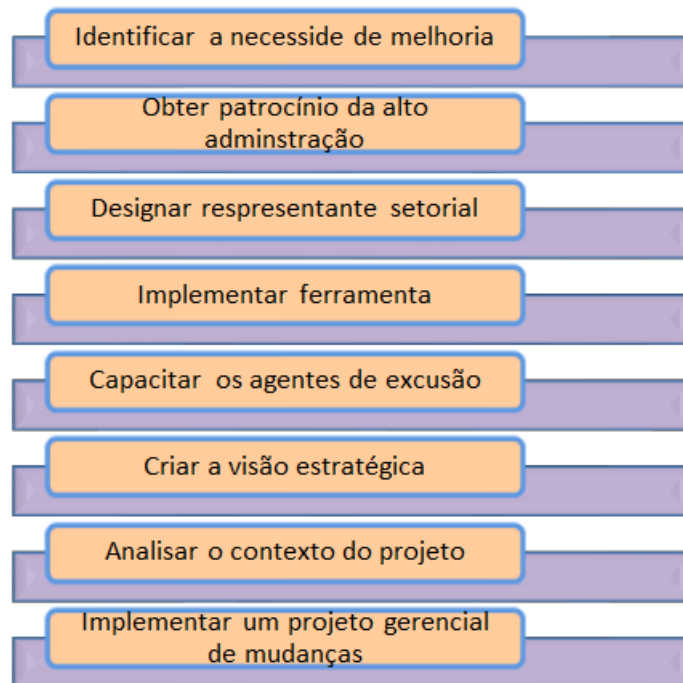 Identificar a necesside de melhoria
Obter patrocínio da alto
adminstração
Designar respresentante setorial
Implementar ferramenta
Capacitar os agentes de excusão
Criar a visão estratégica
Analisar o contexto do projeto
Implementar um projeto gerencial
de mudanças